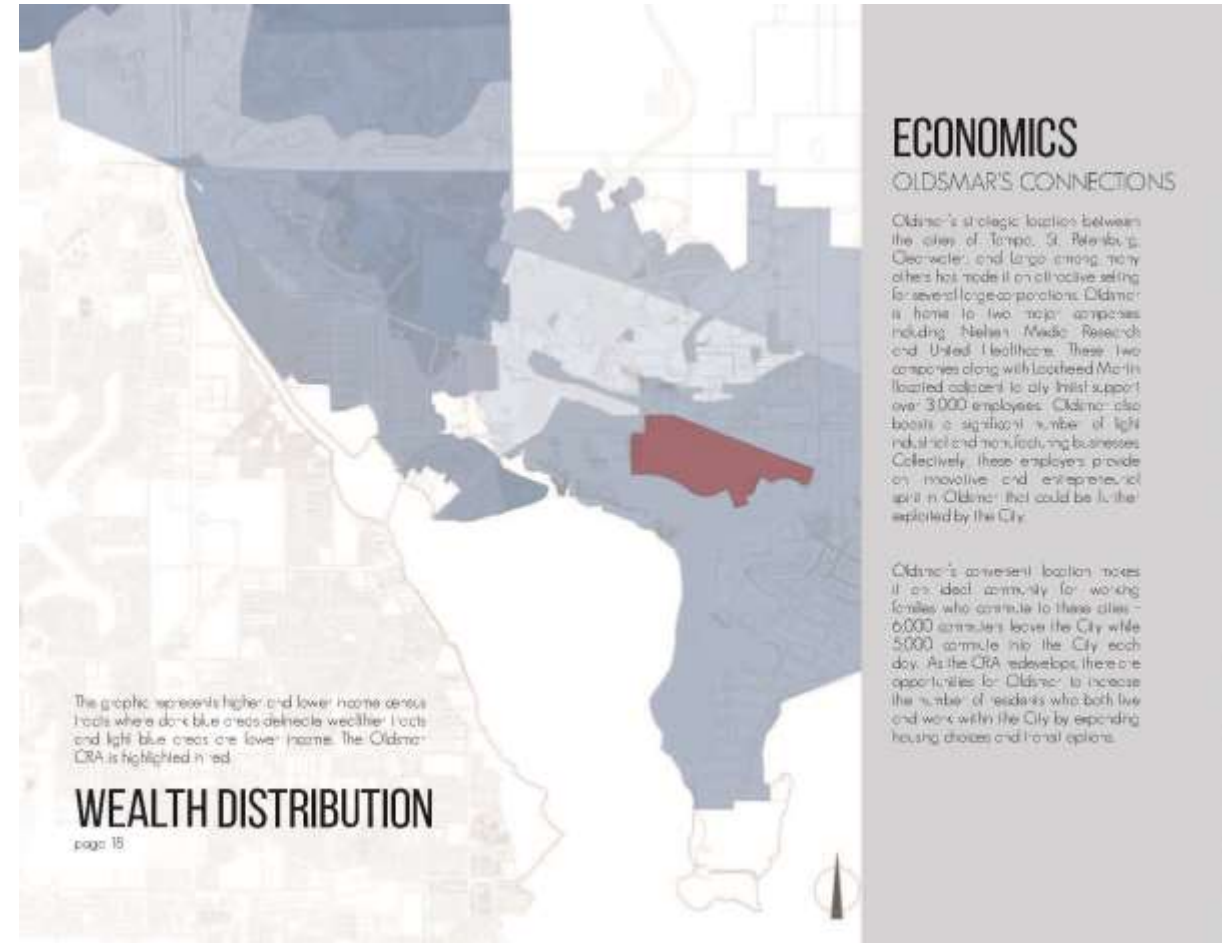 ECONOMICS
OLDSMAR'S CONNECTIONS
Oldsmar's strategic location between
the cities of Tampa, St. Petersburg,
Clearwater, and Largo among many
others has made it an attractive setting
for several large corporations. Oldsmar
is home to two major companies
including Nielsen Media Research
and United Healthcare. These two
companies along with Lockheed Martin
(located adjacent to city limits) support
over 3,000 employees. Oldsmar also
boasts a significant number of light
industrial and manufacturing businesses.
Collectively, these employers provide
an innovative and entrepreneurial
spirit in Oldsmar that could be further
exploited by the City.
Oldsmar's convenient location makes
it an ideal community for working
families who commute to these cities -
6,000 commuters leave the City while
5,000 commute into the City each
day. As the CRA redevelops, there are
opportunities for Oldsmar to increase
the number of residents who both live
and work within the City by expanding
housing choices and transit options.
The graphic represents higher and lower income census
tracts where dark blue areas delineate wealthier tracts
and light blue areas are lower income. The Oldsmar
CRA is highlighted in red.
WEALTH DISTRIBUTION
page 18